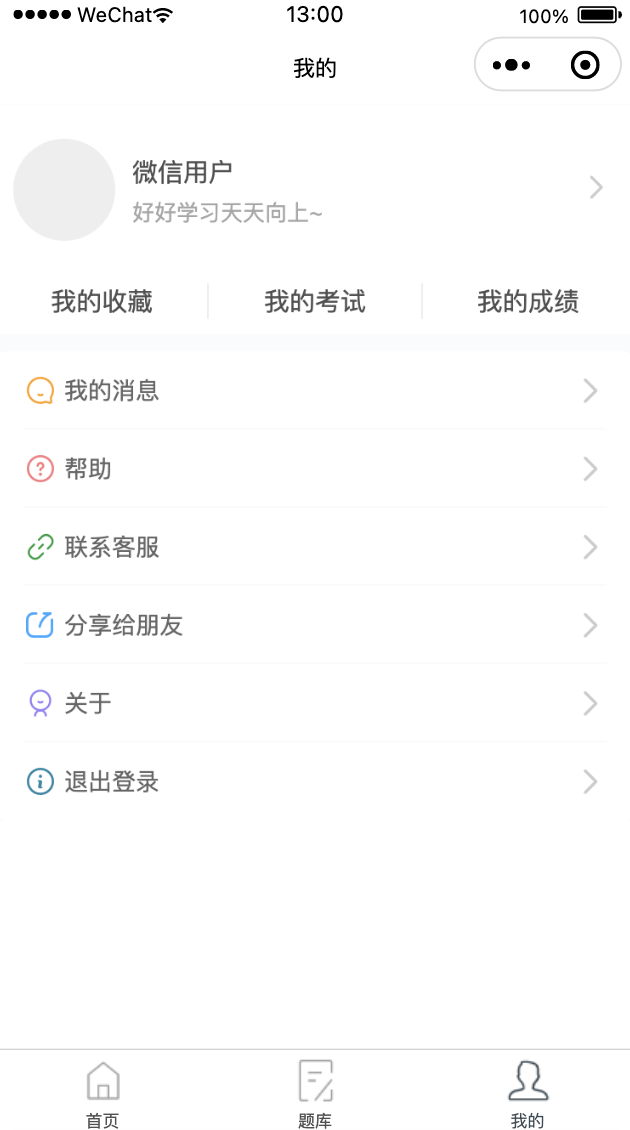 ●●●●● WeChat 13:00 100%
我的
微信用户
好好学习天天向上~
我的收藏 我的考试 我的成绩
我的消息
帮助
联系客服
分享给朋友
关于
退出登录
首页 题库 我的